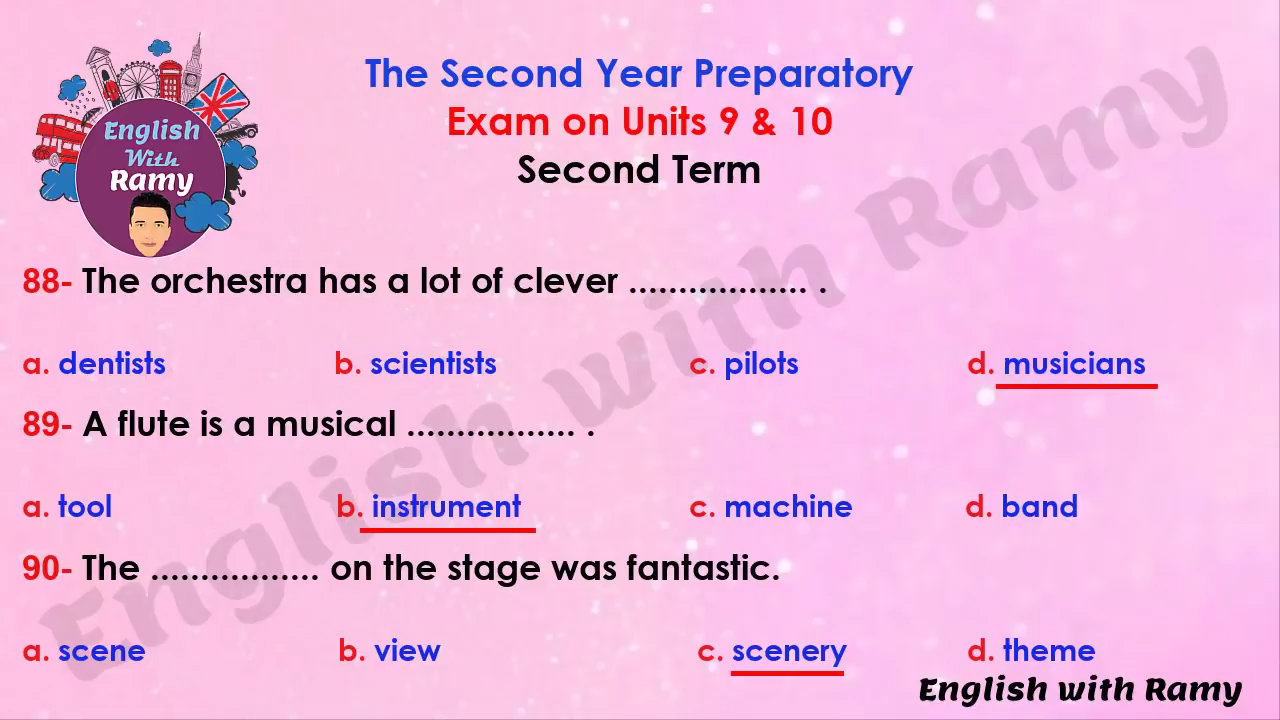 English
With
Ramy
The Second Year Preparatory
Exam on Units 9 & 10
Second Term
88- The orchestra has a lot of clever .................. .
a. dentists b. scientists c. pilots d. musicians
89- A flute is a musical ................. .
a. tool b. instrument c. machine d. band
90- The ................. on the stage was fantastic.
a. scene b. view c. scenery d. theme
English with Ramy
English with Ramy